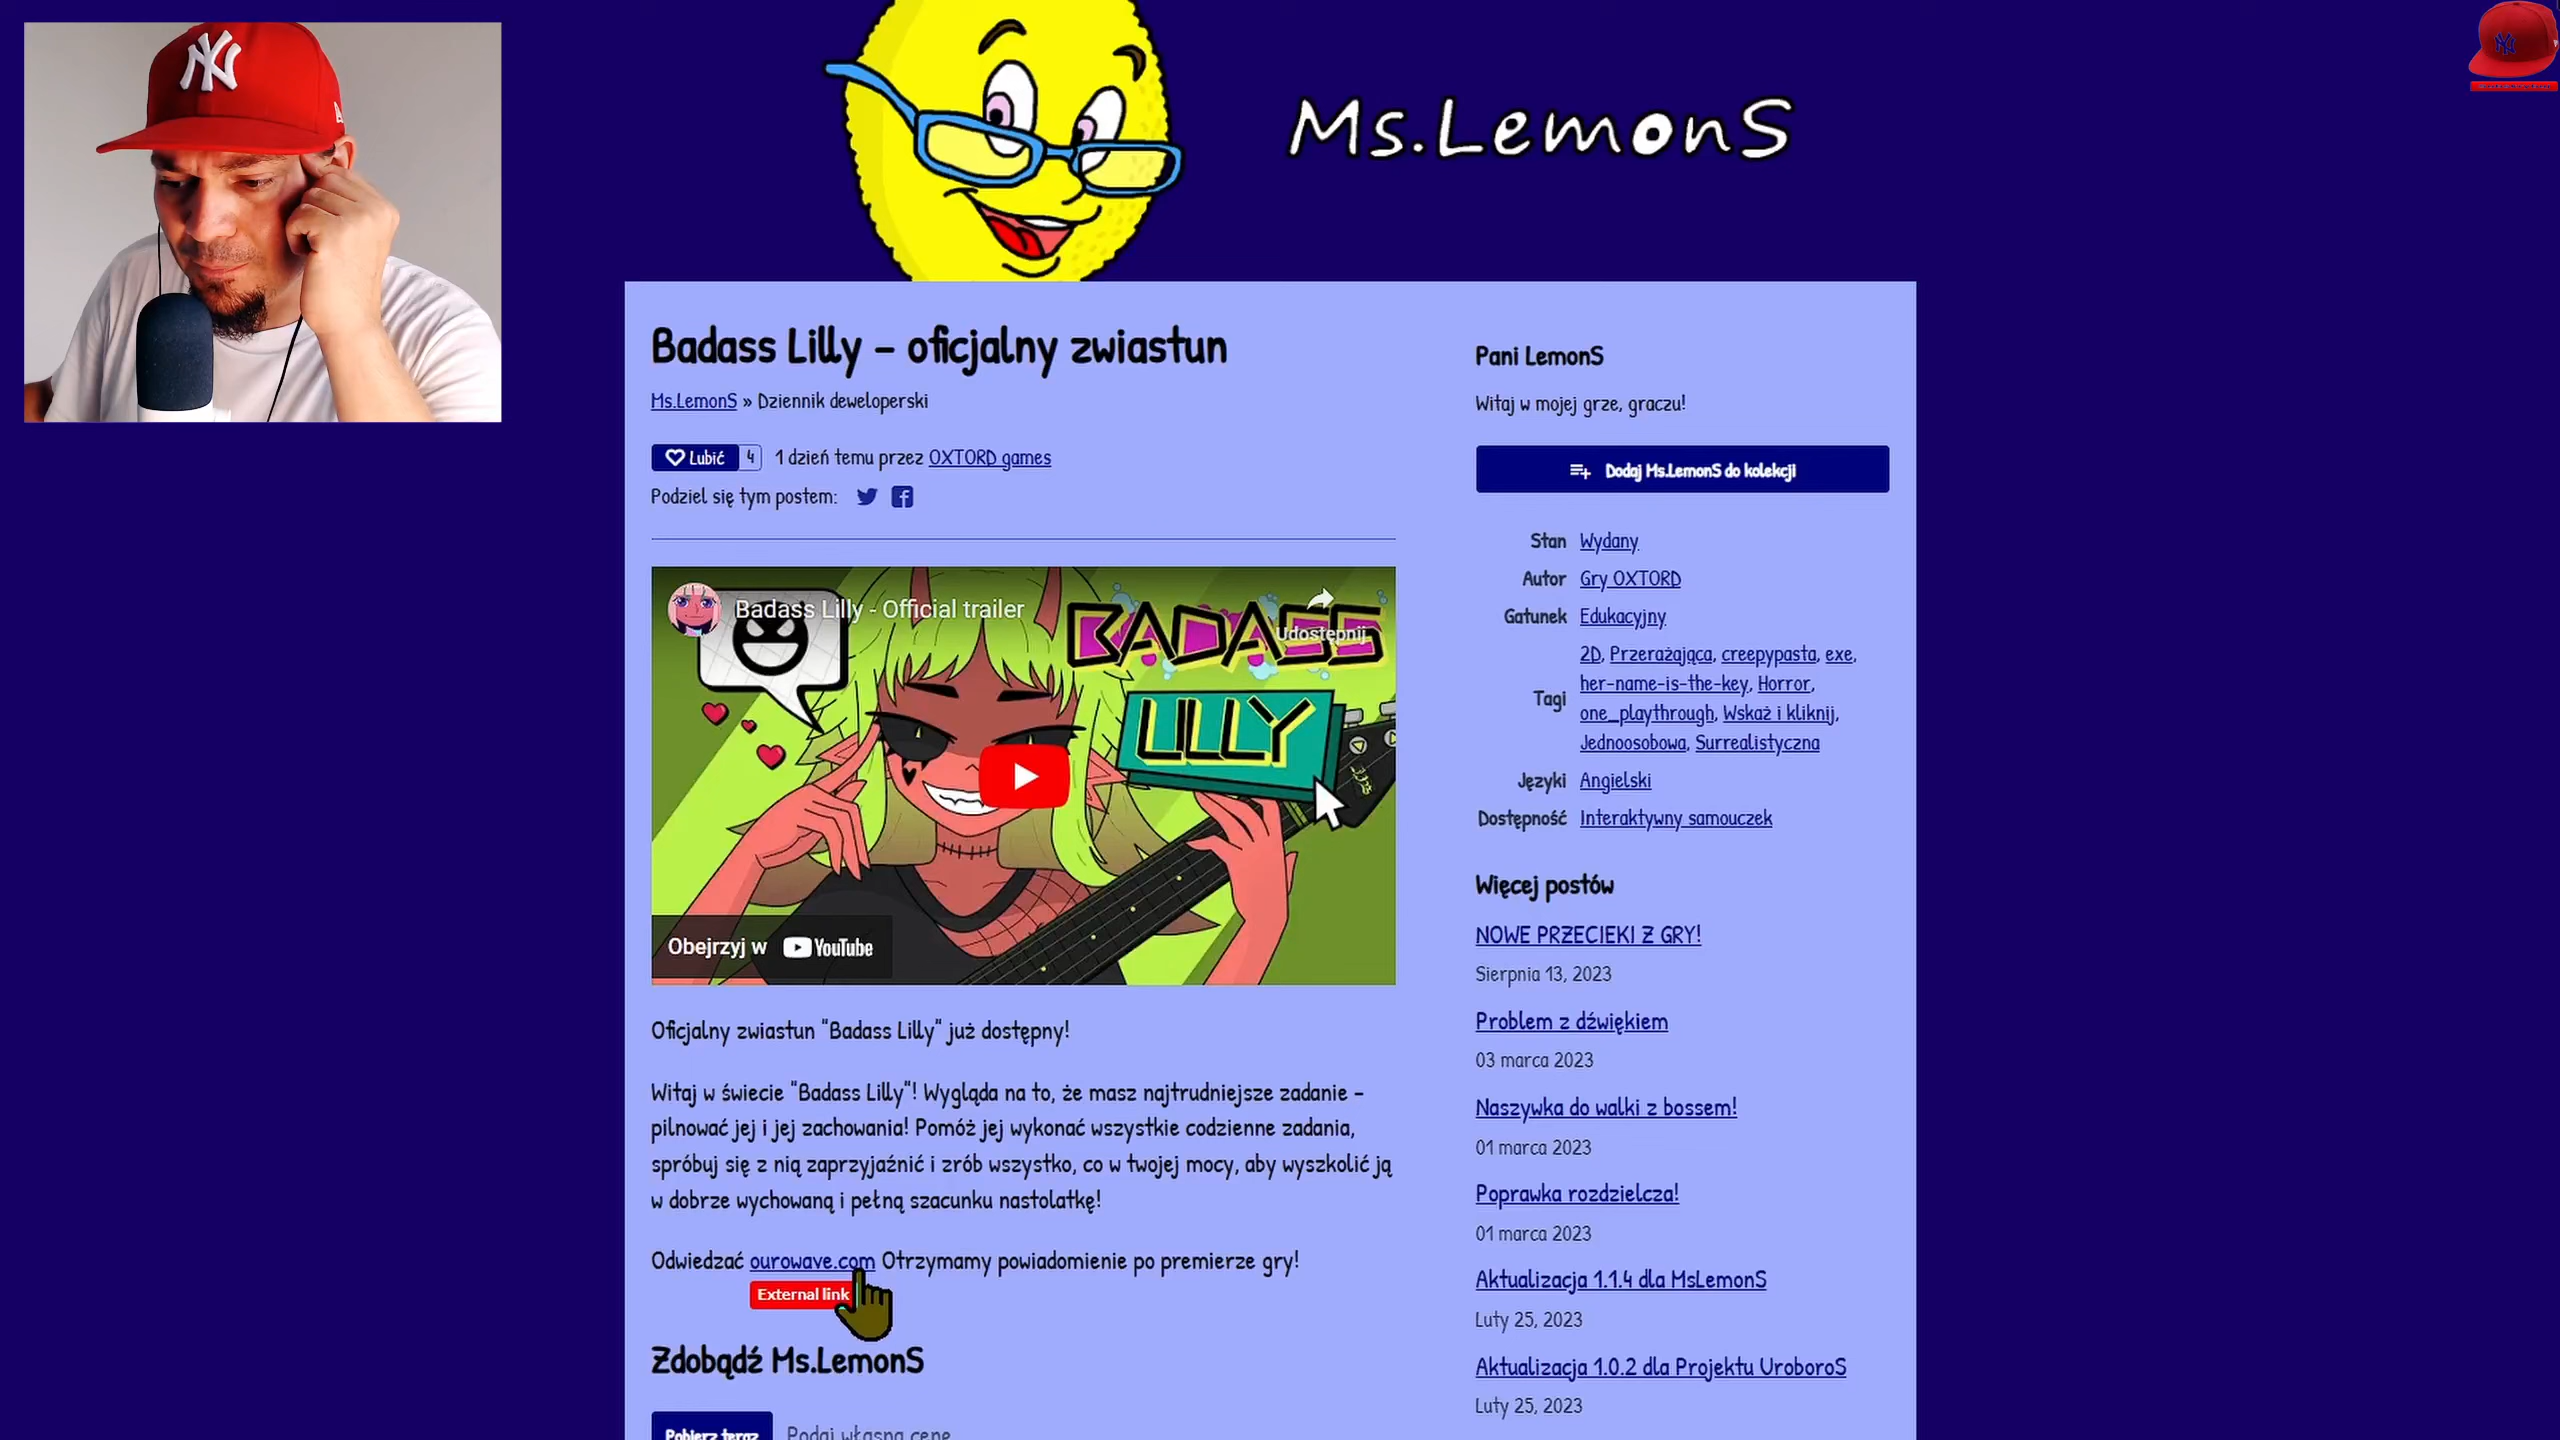 Ms.LemonS
Badass Lilly – oficjalny zwiastun
Ms.LemonS » Dziennik deweloperski
Lubić 4 1 dzień temu przez OXTORD games
Podziel się tym postem:
Badass Lilly - Official trailer
Udostępnij
BADASS
LILLY
Obejrzyj w YouTube
Oficjalny zwiastun "Badass Lilly" już dostępny!
Witaj w świecie "Badass Lilly"! Wygląda na to, że masz najtrudniejsze zadanie –
pilnować jej i jej zachowania! Pomóż jej wykonać wszystkie codzienne zadania,
spróbuj się z nią zaprzyjaźnić i zrób wszystko, co w twojej mocy, aby wyszkolić ją
w dobrze wychowaną i pełną szacunku nastolatkę!
Odwiedzać ourowave.com Otrzymamy powiadomienie po premierze gry!
External link
Zdobądź Ms.LemonS
Pobierz teraz Podaj własną cenę
Pani LemonS
Witaj w mojej grze, graczu!
Dodaj Ms.LemonS do kolekcji
Stan Wydany
Autor Gry OXTORD
Gatunek Edukacyjny
Tagi 2D, Przerażająca, creepypasta, exe,
her-name-is-the-key, Horror,
one_playthrough, Wskaż i kliknij,
Jednoosobowa, Surrealistyczna
Języki Angielski
Dostępność Interaktywny samouczek
Więcej postów
NOWE PRZECIEKI Z GRY!
Sierpnia 13, 2023
Problem z dźwiękiem
03 marca 2023
Naszywka do walki z bossem!
01 marca 2023
Poprawka rozdzielcza!
01 marca 2023
Aktualizacja 1.1.4 dla MsLemonS
Luty 25, 2023
Aktualizacja 1.0.2 dla Projektu UroboroS
Luty 25, 2023
NY
NY